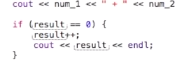 cout << num_1 << " + " << num_2
if (result == 0) {
result++;
cout << result << endl;
}